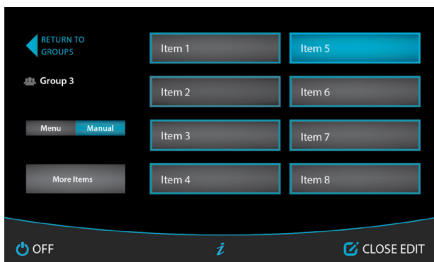 RETURN TO
GROUPS
Group 3
Menu Manual
More Items
Item 1
Item 2
Item 3
Item 4
Item 5
Item 6
Item 7
Item 8
OFF
i
CLOSE EDIT